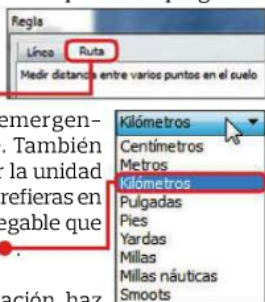 Regla
Línea Ruta
Medir distancia entre varios puntos en el suelo
emergen-
. También
r la unidad
refieras en
egable que
.
ación, haz
Kilómetros
Centímetros
Metros
Kilómetros
Pulgadas
Pies
Yardas
Millas
Millas náuticas
Smoots